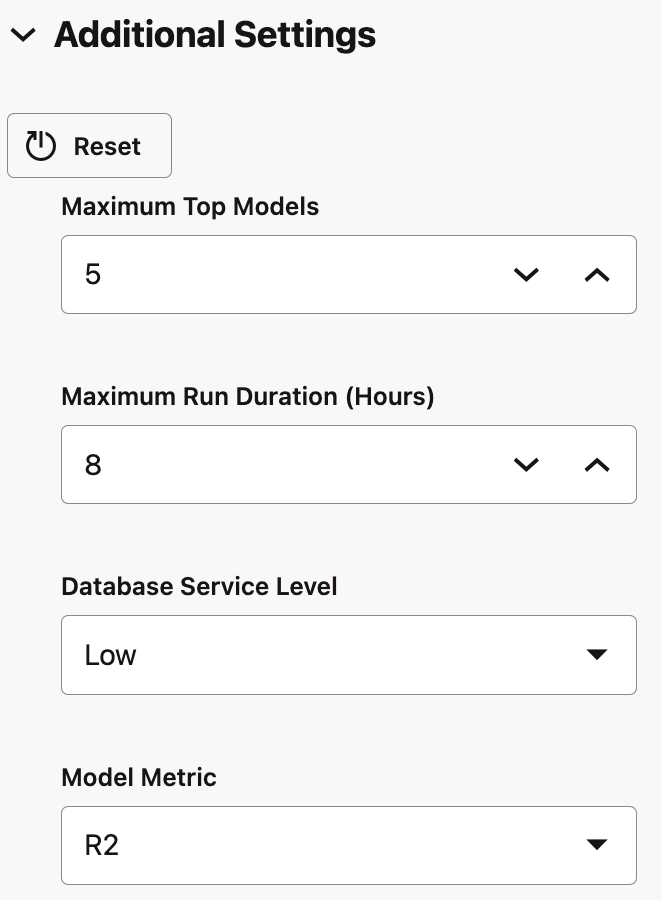 Additional Settings
Reset
Maximum Top Models
5
Maximum Run Duration (Hours)
8
Database Service Level
Low
Model Metric
R2